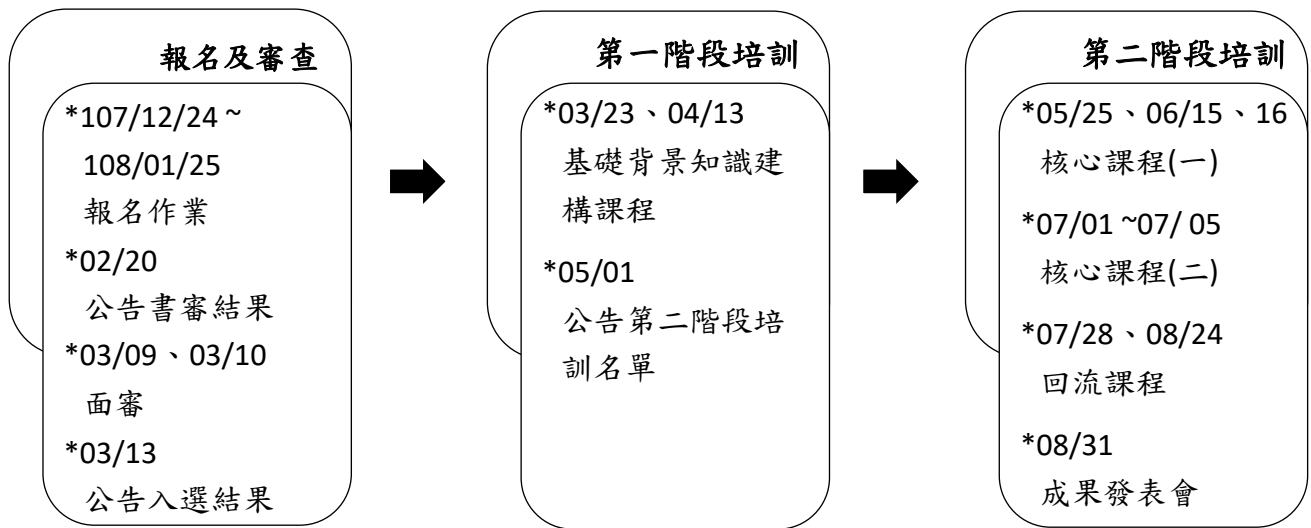 報名及審查
*107/12/24 ~
108/01/25
報名作業
*02/20
公告書審結果
*03/09、03/10
面審
*03/13
公告入選結果
第一階段培訓
*03/23、04/13
基礎背景知識建
構課程
*05/01
公告第二階段培
訓名單
第二階段培訓
*05/25、06/15、16
核心課程(一)
*07/01 ~07/ 05
核心課程(二)
*07/28、08/24
回流課程
*08/31
成果發表會